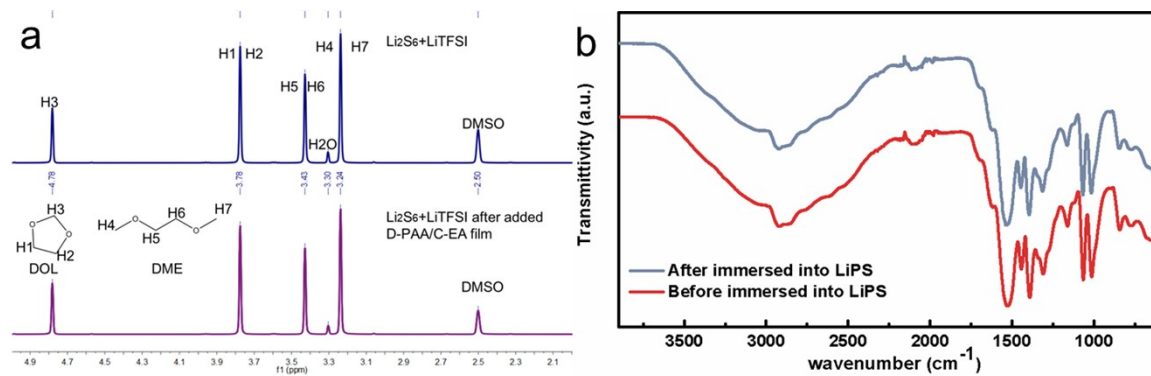 a
Li2S6+LiTFSI
H1 H2
H4 H7
H5 H6
H3
H2O
DMSO
4.78
3.78
3.43
3.30
3.24
2.50
Li2S6+LiTFSI after added
D-PAA/C-EA film
H3
H1
H2
DOL
H4
H5
H6
H7
DME
DMSO
4.9 4.7 4.5 4.3 4.1 3.9 3.7 3.5 3.3 3.1 2.9 2.7 2.5 2.3 2.1
f1 (ppm)
b
Transmittivity (a.u.)
After immersed into LiPS
Before immersed into LiPS
3500 3000 2500 2000 1500 1000
wavenumber (cm-1)